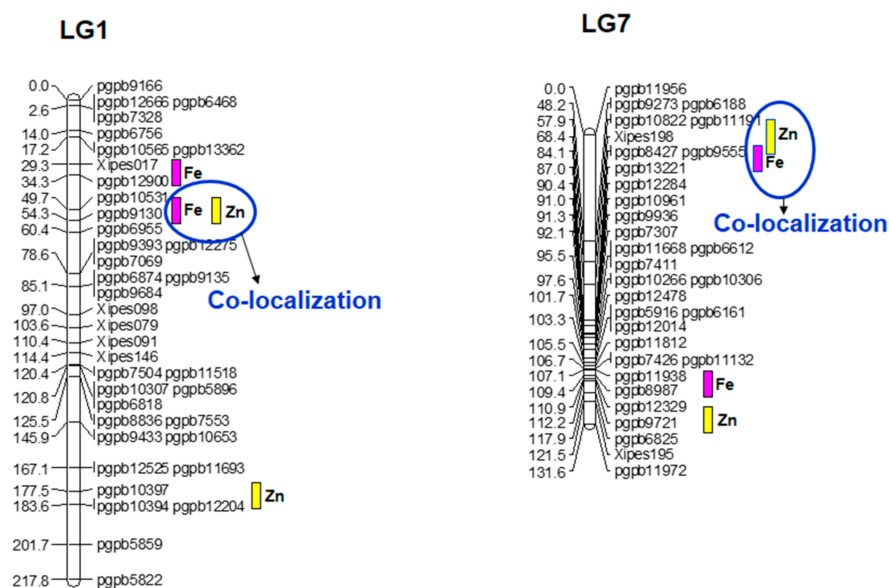 LG1
0.0 pgpb9166
pgpb12666 pgpb6468
2.6 pgpb7328
14.0 pgpb6756
17.2 pgpb10565 pgpb13362
29.3 Xipes017
34.3 pgpb12900
Fe
49.7 pgpb10531
54.3 pgpb9130
Fe Zn
60.4 pgpb6955
pgpb9393 pgpb12275
78.6 pgpb7069
pgpb6874 pgpb9135
85.1 pgpb9684
Co-localization
97.0 Xipes098
103.6 Xipes079
110.4 Xipes091
114.4 Xipes146
120.4 pgpb7504 pgpb11518
pgpb10307 pgpb5896
120.8 pgpb6818
125.5 pgpb8836 pgpb7553
145.9 pgpb9433 pgpb10653
167.1 pgpb12525 pgpb11693
177.5 pgpb10397
183.6 pgpb10394 pgpb12204
Zn
201.7 pgpb5859
217.8 pgpb5822
LG7
0.0 pgpb11956
48.2 pgpb9273 pgpb6188
57.9 pgpb10822 pgpb11191
68.4 Xipes198
Zn
84.1 pgpb8427 pgpb9555
Fe
87.0 pgpb13221
90.4 pgpb12284
91.0 pgpb10961
91.3 pgpb9936
92.1 pgpb7307
Co-localization
pgpb11668 pgpb6612
95.5 pgpb7411
97.6 pgpb10266 pgpb10306
101.7 pgpb12478
pgpb5916 pgpb6161
103.3 pgpb12014
105.5 pgpb11812
106.7 pgpb7426 pgpb11132
107.1 pgpb11938
109.4 pgpb8987
Fe
110.9 pgpb12329
112.2 pgpb9721
Zn
117.9 pgpb6825
121.5 Xipes195
131.6 pgpb11972